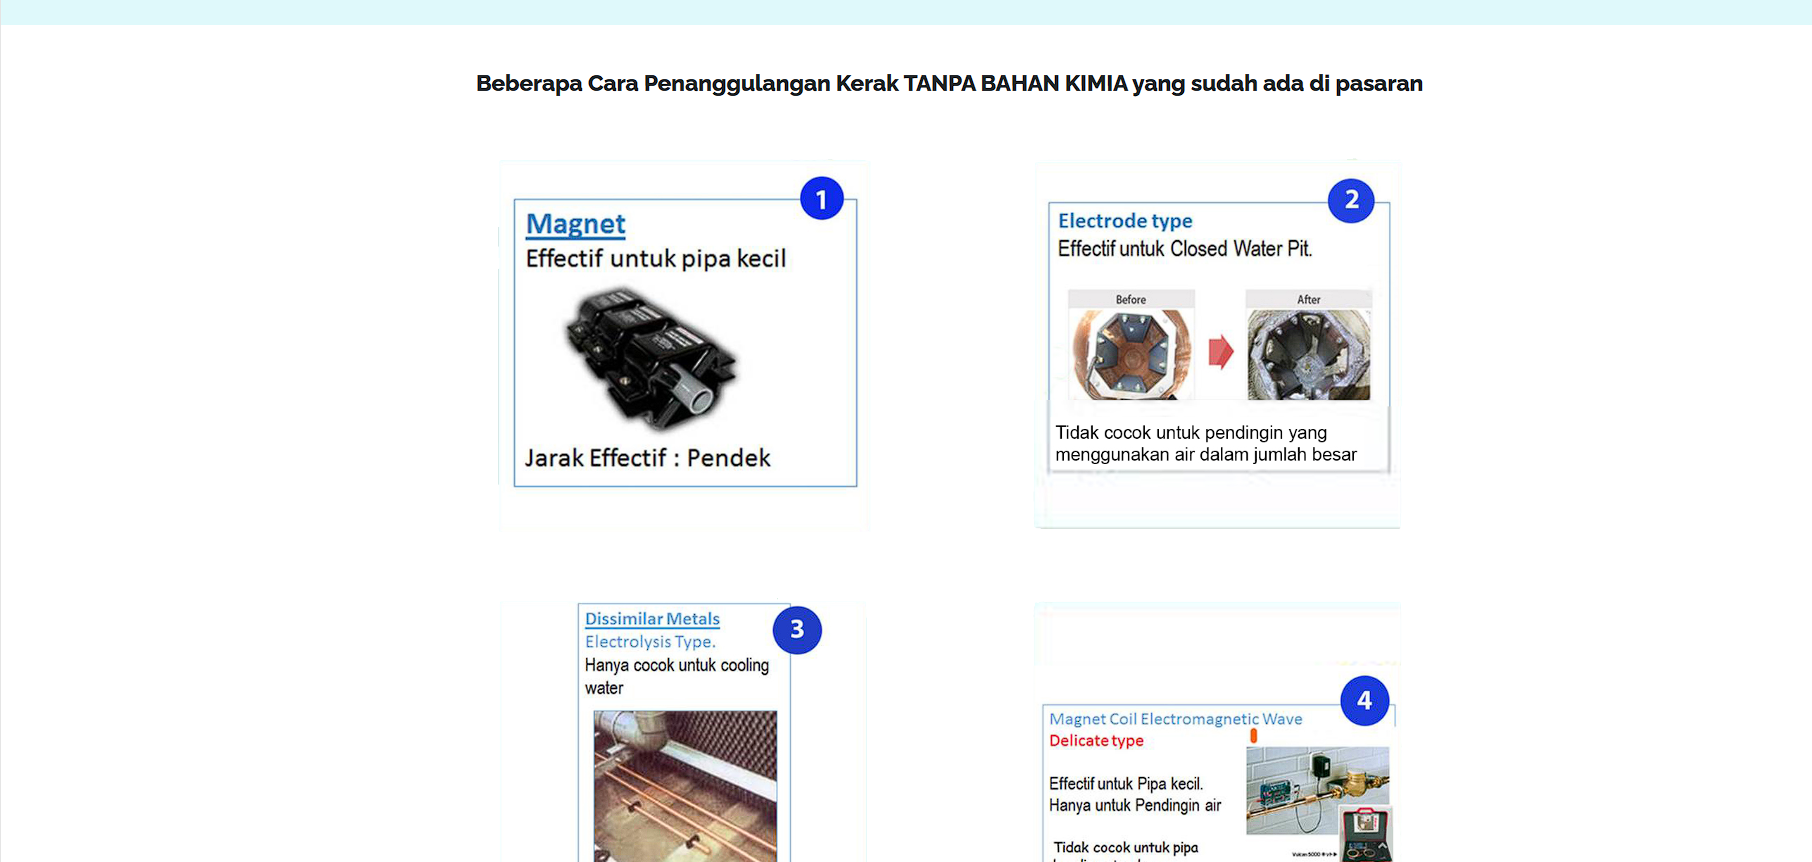 Beberapa Cara Penanggulangan Kerak TANPA BAHAN KIMIA yang sudah ada di pasaran
1
Magnet
Effectif untuk pipa kecil
Jarak Effectif : Pendek
2
Electrode type
Effectif untuk Closed Water Pit.
Before
After
Tidak cocok untuk pendingin yang
menggunakan air dalam jumlah besar
3
Dissimilar Metals
Electrolysis Type.
Hanya cocok untuk cooling
water
4
Magnet Coil Electromagnetic Wave
Delicate type
Effectif untuk Pipa kecil.
Hanya untuk Pendingin air
Tidak cocok untuk pipa
Vulcan 5000